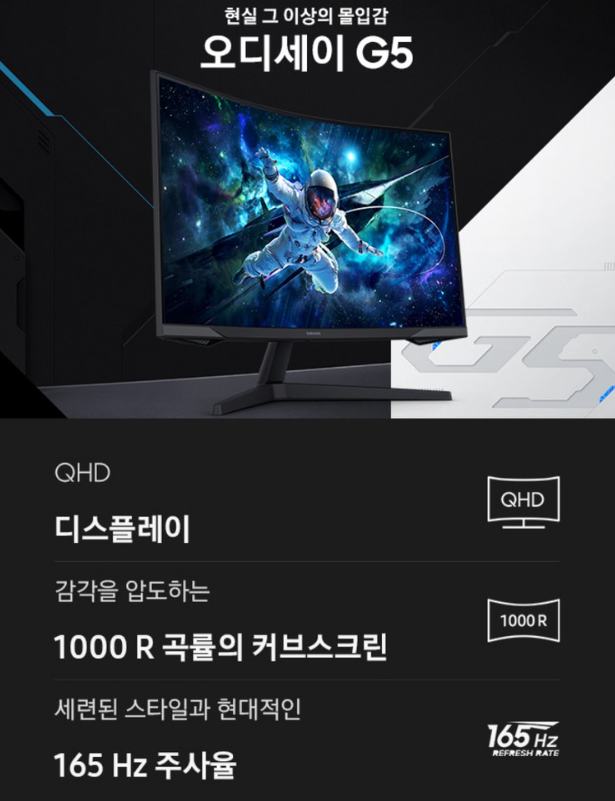 현실 그 이상의 몰입감
오디세이 G5
SAMSUNG
G5
QHD
디스플레이
QHD
감각을 압도하는
1000 R 곡률의 커브스크린
1000 R
세련된 스타일과 현대적인
165 Hz 주사율
165 Hz
REFRESH RATE